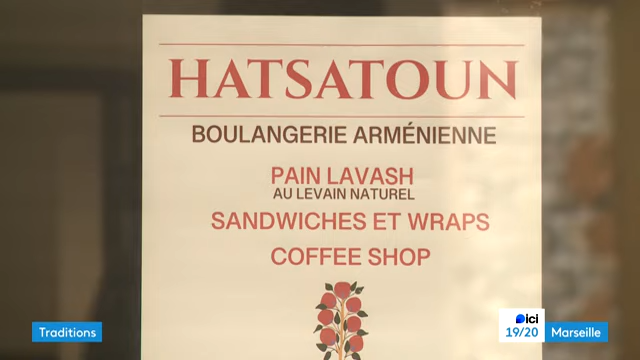 HATSATOUN
BOULANGERIE ARMÉNIENNE
PAIN LAVASH
AU LEVAIN NATUREL
SANDWICHES ET WRAPS
COFFEE SHOP
Traditions
ici
19/20 Marseille